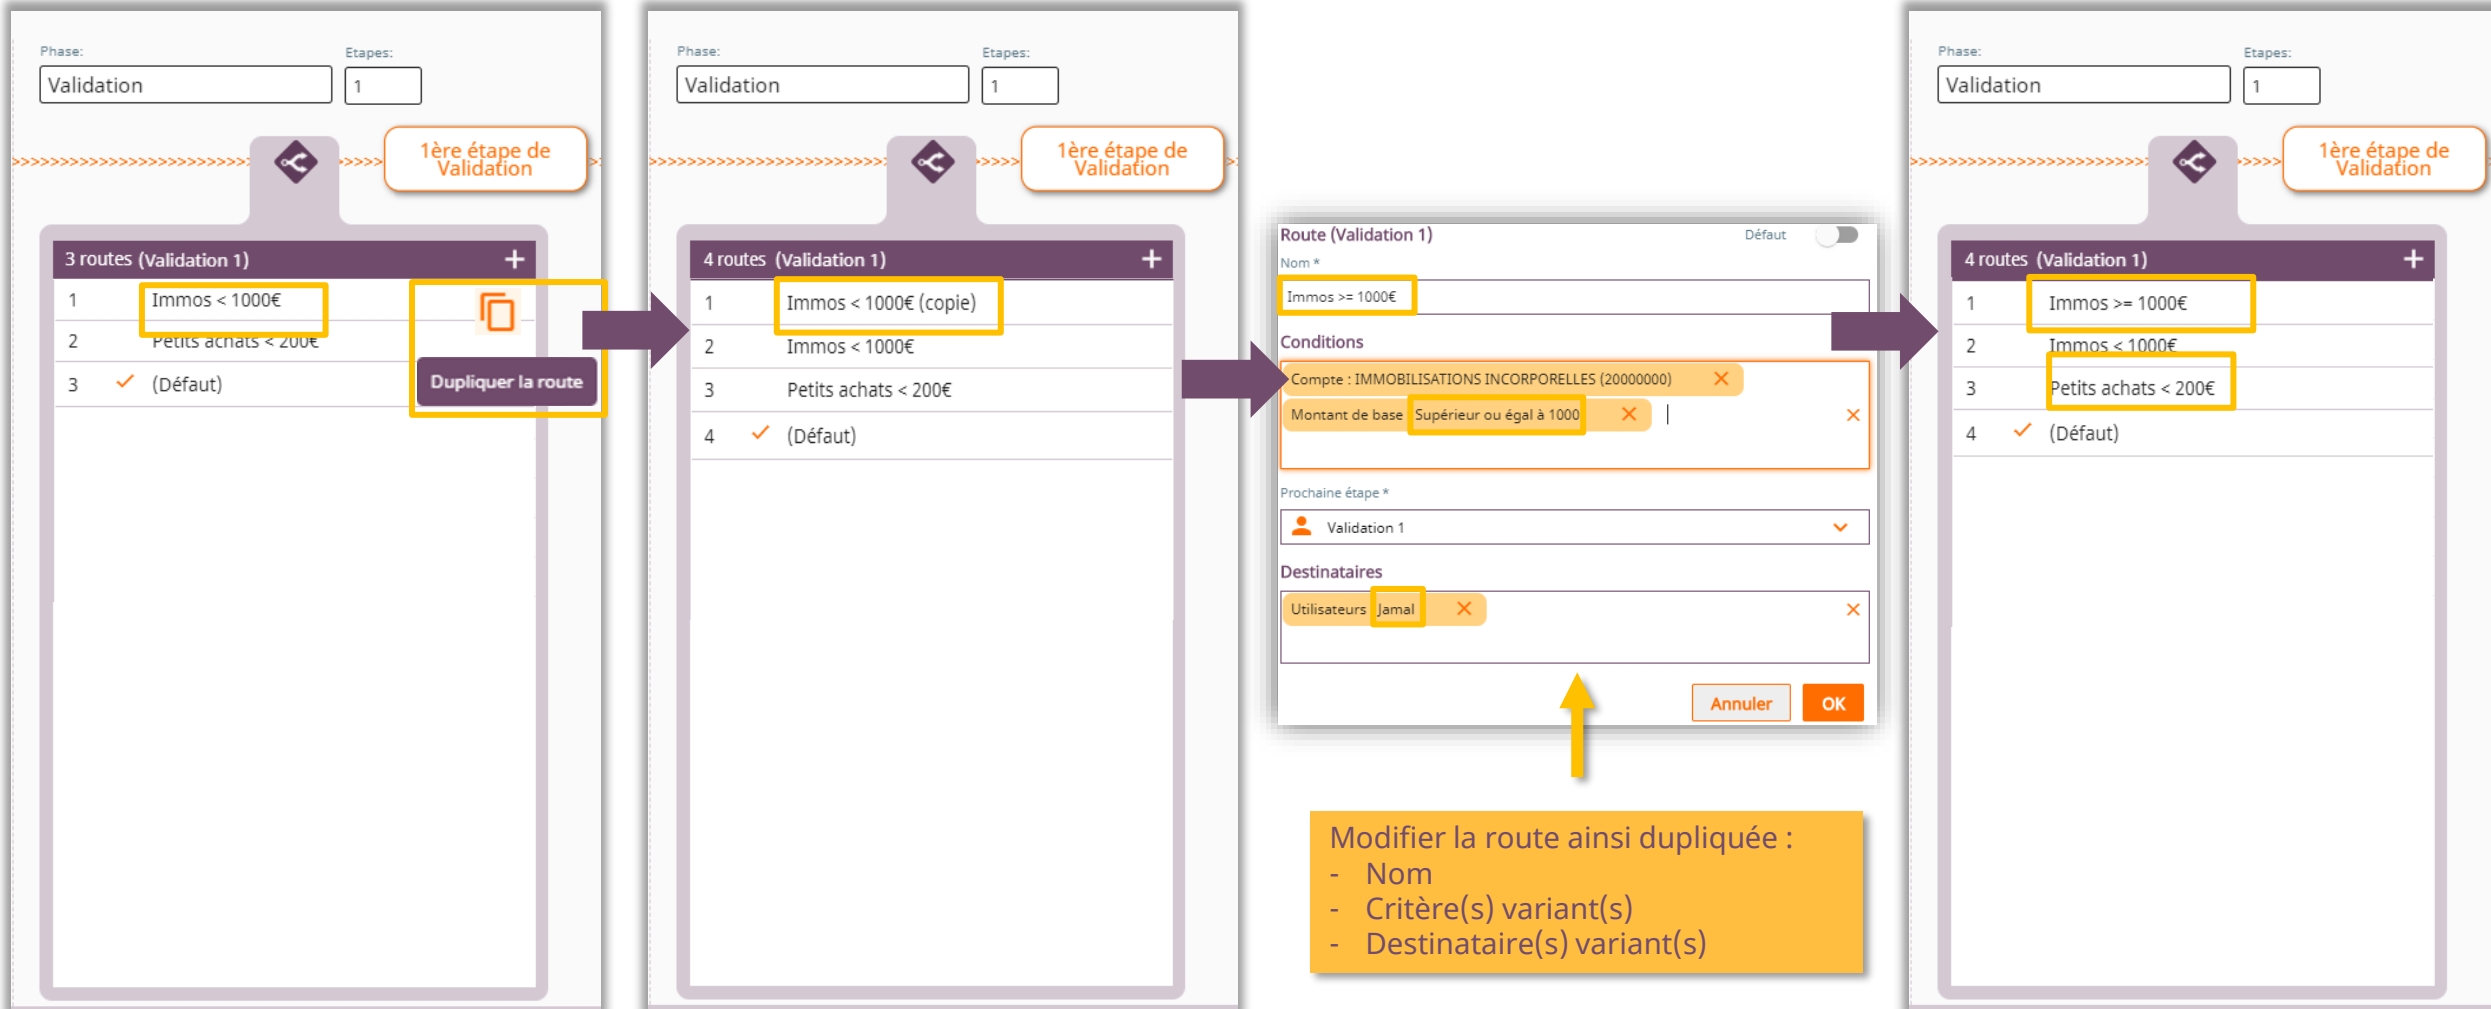 Phase:
Etapes:
Validation
1
>>>>>>>>>>>>>>>>>>>>>>>>>
>>>>>
1ère étape de
Validation
3 routes (Validation 1)
+
1 Immos < 1000€
2 Petits achats < 200€
3 (Défaut)
Dupliquer la route
Phase:
Etapes:
Validation
1
1ère étape de
Validation
4 routes (Validation 1)
+
1 Immos < 1000€ (copie)
2 Immos < 1000€
3 Petits achats < 200€
4 (Défaut)
Route (Validation 1)
Défaut
Nom *
Immos >= 1000€
Conditions
Compte : IMMOBILISATIONS INCORPORELLES (20000000)
Montant de base Supérieur ou égal à 1000
Prochaine étape *
Validation 1
Destinataires
Utilisateurs Jamal
Annuler
OK
Modifier la route ainsi dupliquée :
- Nom
- Critère(s) variant(s)
- Destinataire(s) variant(s)
Phase:
Etapes:
Validation
1
1ère étape de
Validation
4 routes (Validation 1)
+
1 Immos >= 1000€
2 Immos < 1000€
3 Petits achats < 200€
4 (Défaut)